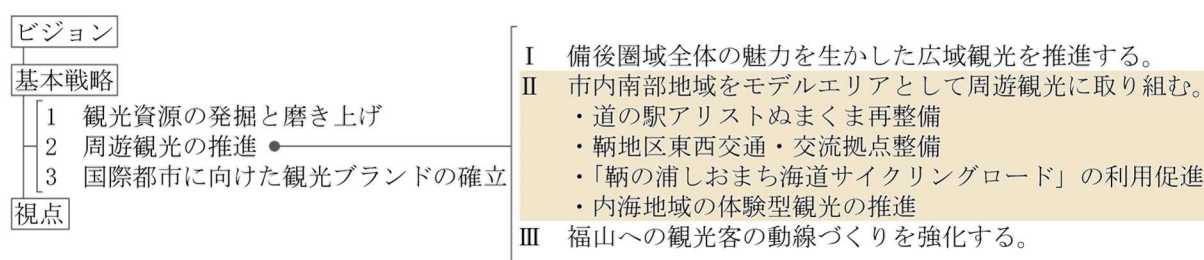 ビジョン
基本戦略
1 観光資源の発掘と磨き上げ
2 周遊観光の推進
3 国際都市に向けた観光ブランドの確立
視点
Ⅰ 備後圏域全体の魅力を生かした広域観光を推進する。
Ⅱ 市内南部地域をモデルエリアとして周遊観光に取り組む。
・道の駅アリストぬまくま再整備
・鞆地区東西交通・交流拠点整備
・「鞆の浦しおまち海道サイクリングロード」の利用促進
・内海地域の体験型観光の推進
Ⅲ 福山への観光客の動線づくりを強化する。